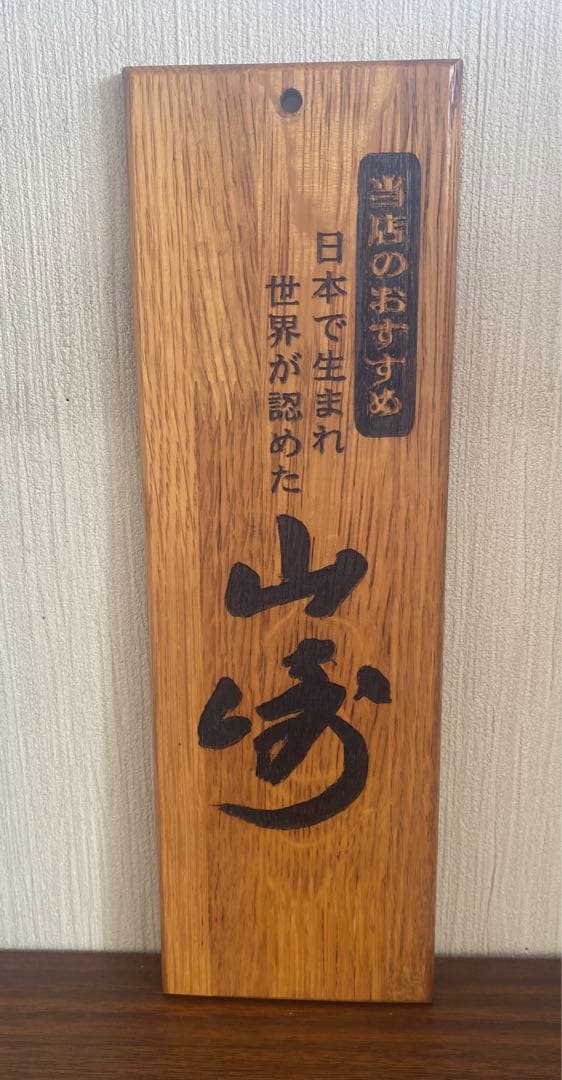 当店のおすすめ
日本で生まれ
世界が認めた
山崎